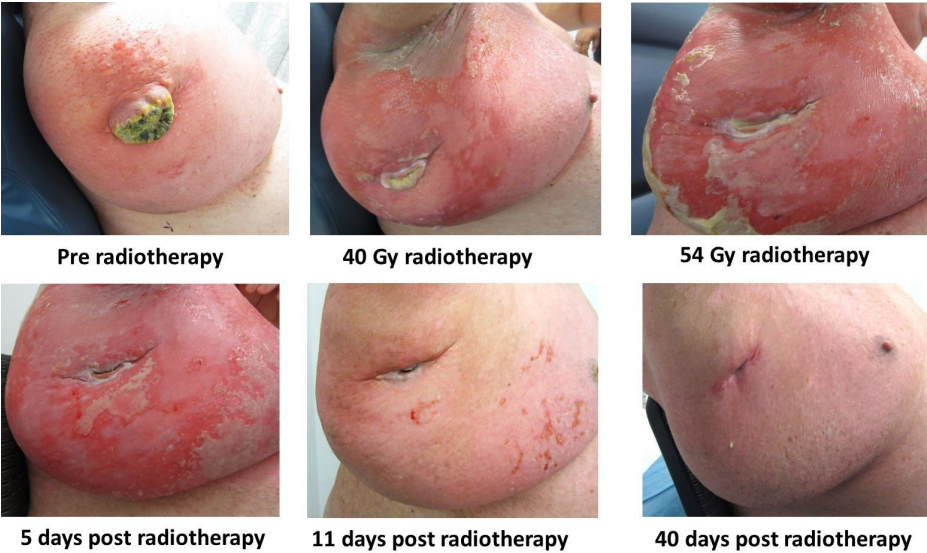 Pre radiotherapy
40 Gy radiotherapy
54 Gy radiotherapy
5 days post radiotherapy
11 days post radiotherapy
40 days post radiotherapy